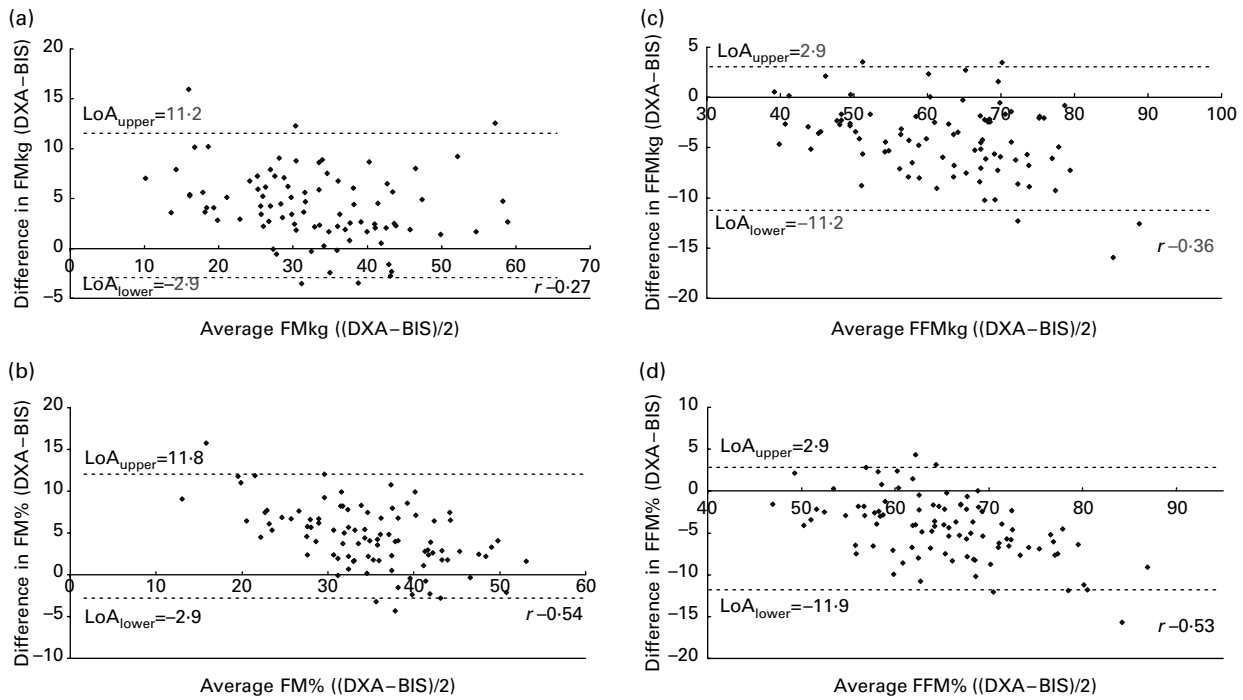 (a)
Difference in FMkg (DXA–BIS)
20
15
10
5
0
–5
LoAupper=11·2
LoAlower=–2·9
0 10 20 30 40 50 60 70
r –0·27
Average FMkg ((DXA–BIS)/2)
(c)
Difference in FFMkg (DXA–BIS)
5
0
–5
–10
–15
–20
LoAupper=2·9
30 40 50 60 70 80 90 100
LoAlower=–11·2
r –0·36
Average FFMkg ((DXA–BIS)/2)
(b)
Difference in FM% (DXA–BIS)
20
15
10
5
0
–5
–10
LoAupper=11·8
0 10 20 30 40 50 60
LoAlower=–2·9
r –0·54
Average FM% ((DXA–BIS)/2)
(d)
Difference in FFM% (DXA–BIS)
10
5
0
–5
–10
–15
–20
LoAupper=2·9
40 50 60 70 80 90
LoAlower=–11·9
r –0·53
Average FFM% ((DXA–BIS)/2)